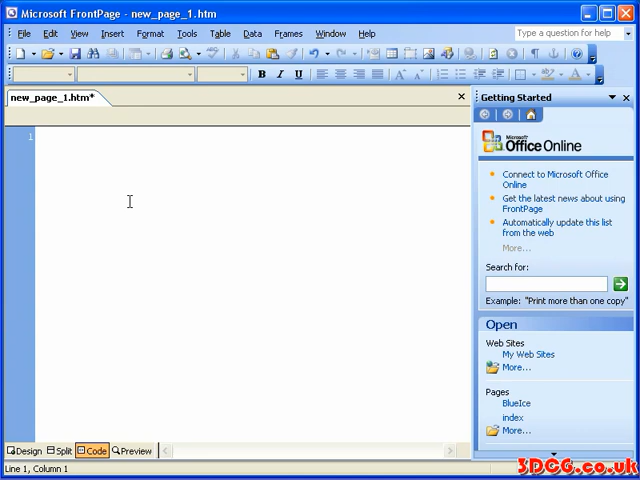 Microsoft FrontPage - new_page_1.htm
File Edit View Insert Format Tools Table Data Frames Window Help
Type a question for help
B I U
new_page_1.htm*
Getting Started
1
Microsoft
Office Online
Connect to Microsoft Office
Online
Get the latest news about using
FrontPage
Automatically update this list
from the web
More...
Search for:
Example: "Print more than one copy"
Open
Web Sites
My Web Sites
More...
Pages
BlueIce
index
More...
Design Split Code Preview
Line 1, Column 1
3DCG.co.uk